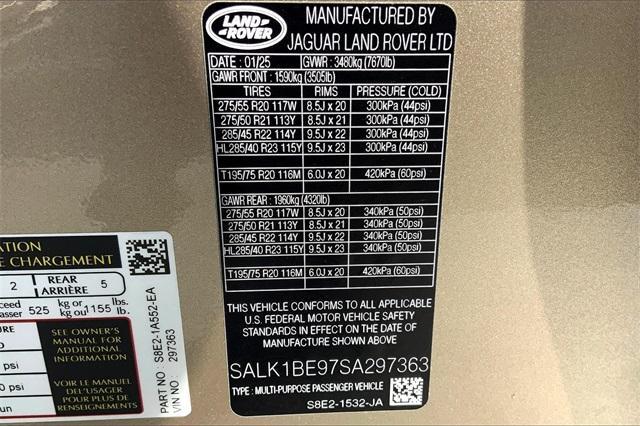 LAND-
ROVER
MANUFACTURED BY
JAGUAR LAND ROVER LTD
DATE : 01/25 GVWR : 3480kg (7670lb)
GAWR FRONT : 1590kg (3505lb)
TIRES RIMS PRESSURE (COLD)
275/55 R20 117W 8.5J x 20 300kPa (44psi)
275/50 R21 113Y 8.5J x 21 300kPa (44psi)
285/45 R22 114Y 9.5J x 22 300kPa (44psi)
HL285/40 R23 115Y 9.5J x 23 300kPa (44psi)
T195/75 R20 116M 6.0J x 20 420kPa (60psi)
GAWR REAR : 1960kg (4320lb)
275/55 R20 117W 8.5J x 20 340kPa (50psi)
275/50 R21 113Y 8.5J x 21 340kPa (50psi)
285/45 R22 114Y 9.5J x 22 340kPa (50psi)
HL285/40 R23 115Y 9.5J x 23 340kPa (50psi)
T195/75 R20 116M 6.0J x 20 420kPa (60psi)
THIS VEHICLE CONFORMS TO ALL APPLICABLE
U.S. FEDERAL MOTOR VEHICLE SAFETY
STANDARDS IN EFFECT ON THE DATE OF
MANUFACTURE SHOWN ABOVE
SALK1BE97SA297363
TYPE : MULTI-PURPOSE PASSENGER VEHICLE
S8E2-1532-JA
ATION
E CHARGEMENT
2 REAR 5
ARRIÈRE
ceed 525 kg or 1155 lbs.
asser kg ou lb.
SEE OWNER'S
MANUAL FOR
ADDITIONAL
INFORMATION
psi
VOIR LE MANUEL
DE L'USAGER
POUR PLUS DE
RENSEIGNEMENTS
0 psi
un
PART NO : S8E2-1A552-EA
VIN NO : 297363